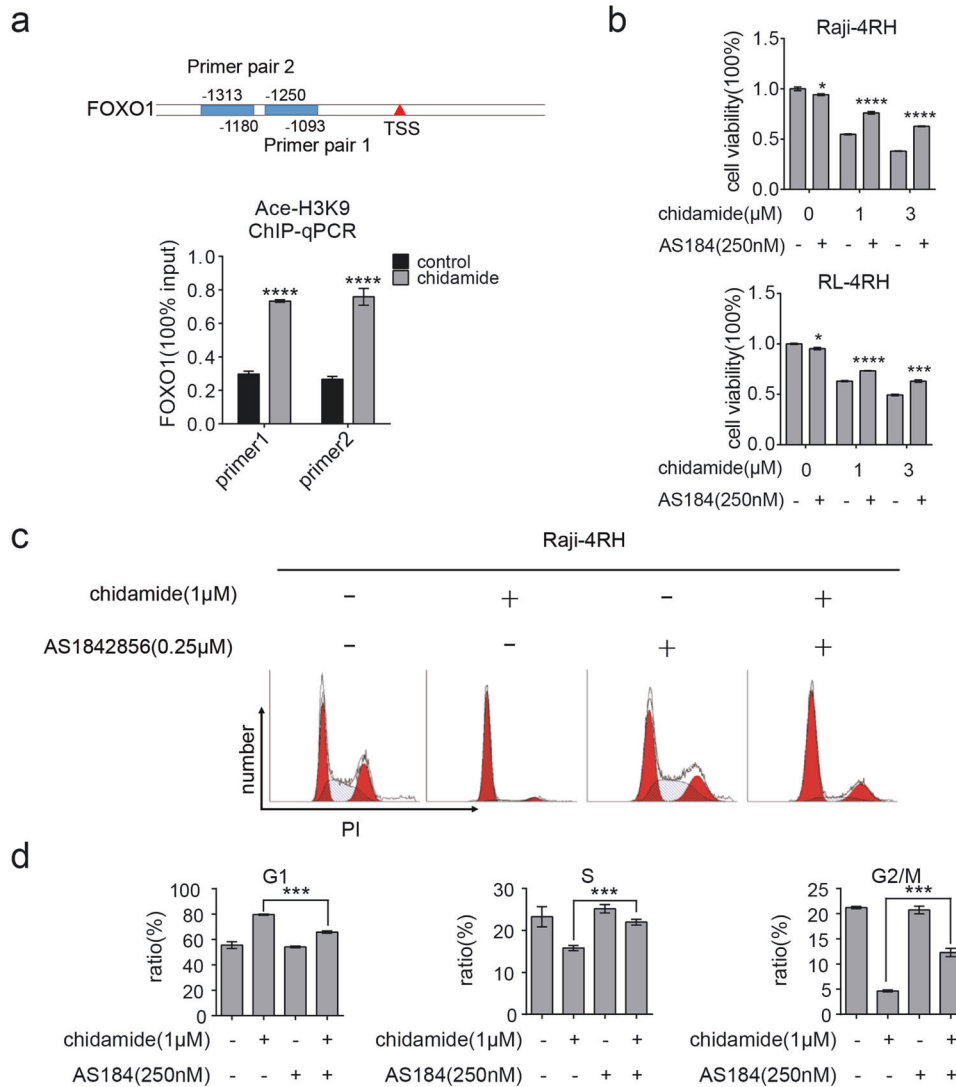 a
Primer pair 2
-1313 -1250
FOXO1
-1180 -1093
TSS
Primer pair 1
Ace-H3K9
ChIP-qPCR
control
chidamide
FOXO1(100% input)
1.0
0.8
0.6
0.4
0.2
0.0
**** ****
primer1 primer2
b
Raji-4RH
cell viability(100%)
1.5
1.0
0.5
0.0
* **** ****
chidamide(μM) 0 1 3
AS184(250nM) - + - + - +
RL-4RH
cell viability(100%)
1.5
1.0
0.5
0.0
* **** ***
chidamide(μM) 0 1 3
AS184(250nM) - + - + - +
c
Raji-4RH
chidamide(1μM) - + - +
AS1842856(0.25μM) - - + +
number
PI
d
G1
ratio(%)
100
80
60
40
20
0
***
chidamide(1μM) - + - +
AS184(250nM) - - + +
S
ratio(%)
30
20
10
0
***
chidamide(1μM) - + - +
AS184(250nM) - - + +
G2/M
ratio(%)
25
20
15
10
5
0
***
chidamide(1μM) - + - +
AS184(250nM) - - + +